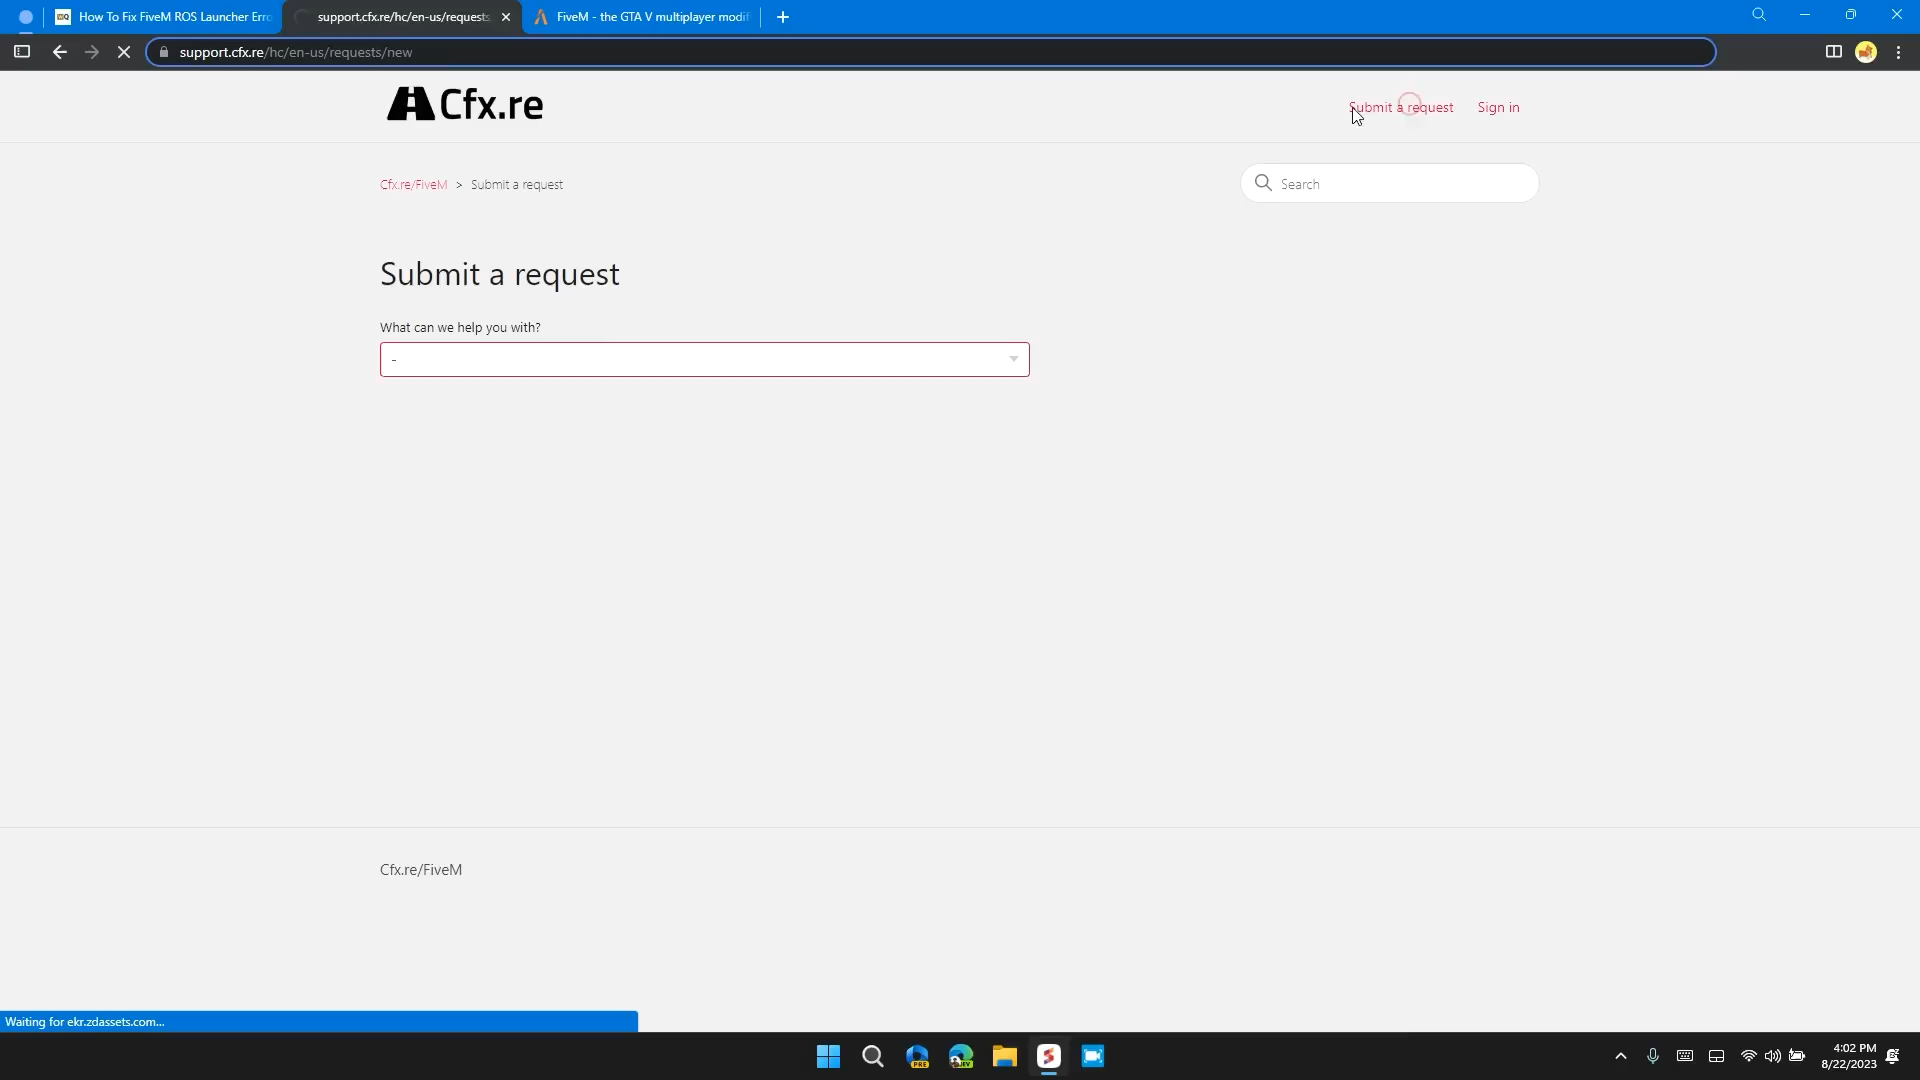 How To Fix FiveM ROS Launcher Erro
support.cfx.re/hc/en-us/requests
FiveM - the GTA V multiplayer modif
support.cfx.re/hc/en-us/requests/new
Cfx.re
Submit a request
Sign in
Cfx.re/FiveM > Submit a request
Search
Submit a request
What can we help you with?
-
Cfx.re/FiveM
Waiting for ekr.zdassets.com...
PRE
DEV
4:02 PM
8/22/2023